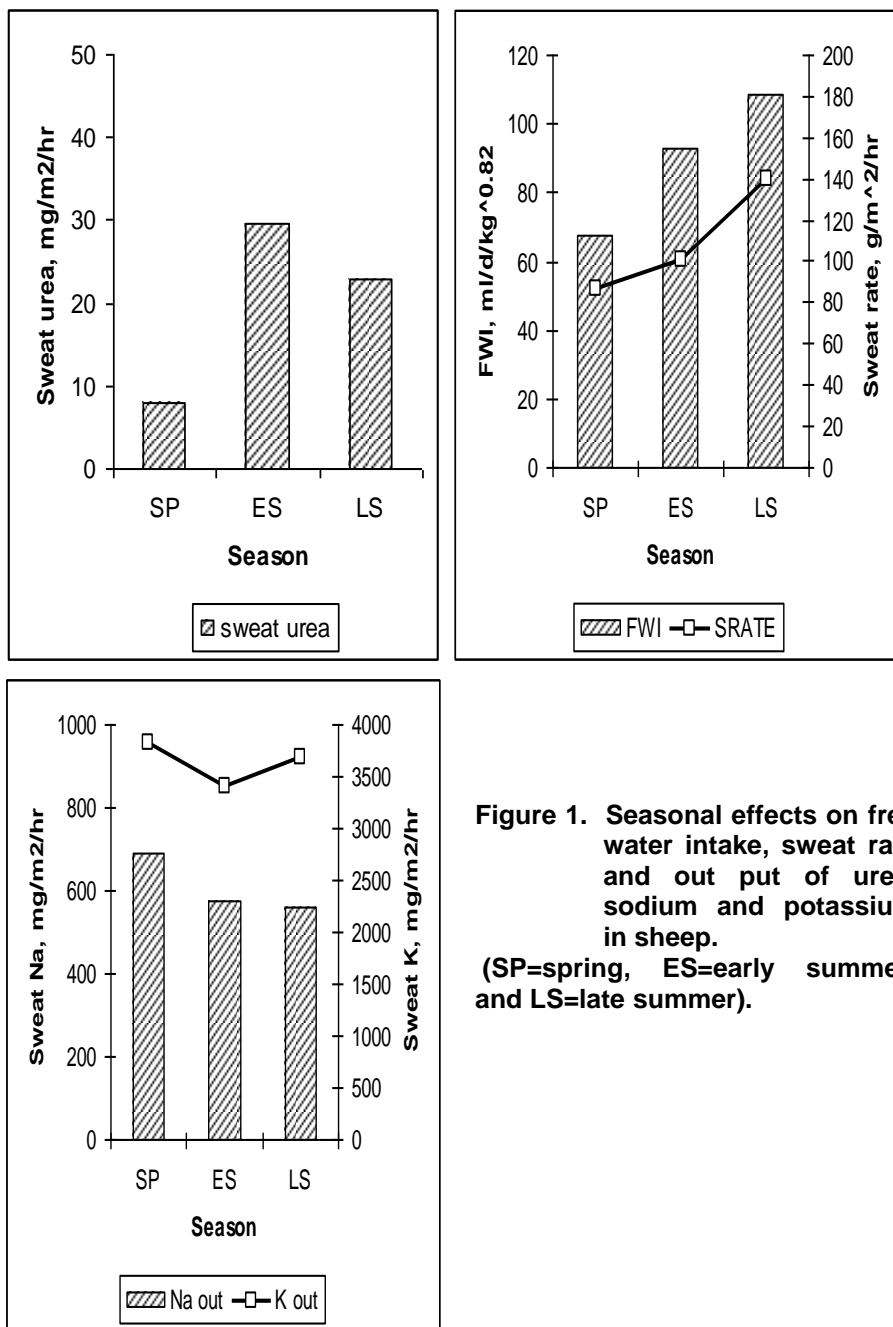 50
40
30
20
10
0
Sweat urea, mg/m2/hr
SP ES LS
Season
sweat urea
120
100
80
60
40
20
0
FWI, ml/d/kg^0.82
200
180
160
140
120
100
80
60
40
20
0
Sweat rate, g/m^2/hr
SP ES LS
Season
FWI SRATE
1000
800
600
400
200
0
Sweat Na, mg/m2/hr
4000
3500
3000
2500
2000
1500
1000
500
0
Sweat K, mg/m2/hr
SP ES LS
Season
Na out K out
Figure 1. Seasonal effects on fre
water intake, sweat ra
and out put of ure
sodium and potassiu
in sheep.
(SP=spring, ES=early summe
and LS=late summer).